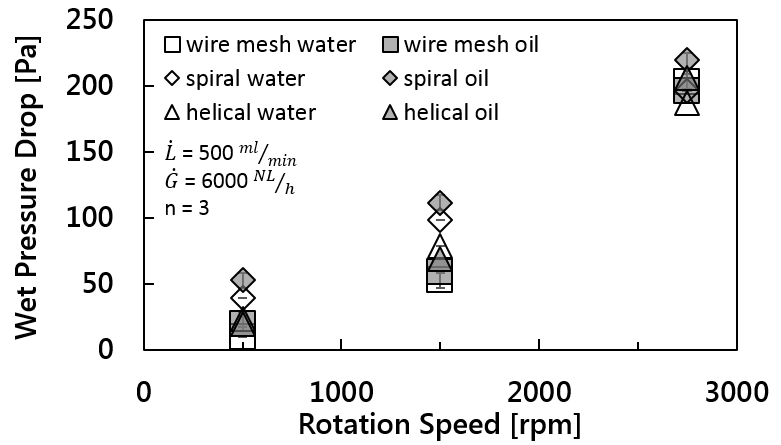 250
200
150
100
50
0
Wet Pressure Drop [Pa]
wire mesh water
wire mesh oil
spiral water
spiral oil
helical water
helical oil
L̇ = 500 ml/min
Ġ = 6000 NL/h
n = 3
0
1000
2000
3000
Rotation Speed [rpm]